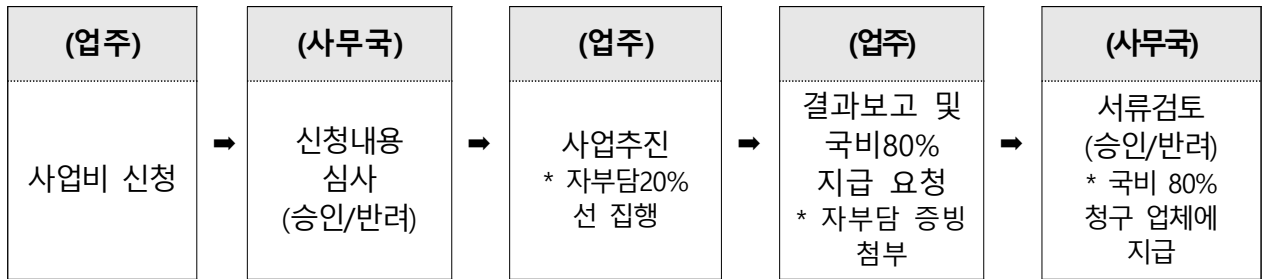 (업주)
사업비 신청
➡
(사무국)
신청내용
심사
(승인/반려)
➡
(업주)
사업추진
* 자부담20%
선 집행
➡
(업주)
결과보고 및
국비80%
지급 요청
* 자부담 증빙
첨부
➡
(사무국)
서류검토
(승인/반려)
* 국비 80%
청구 업체에
지급